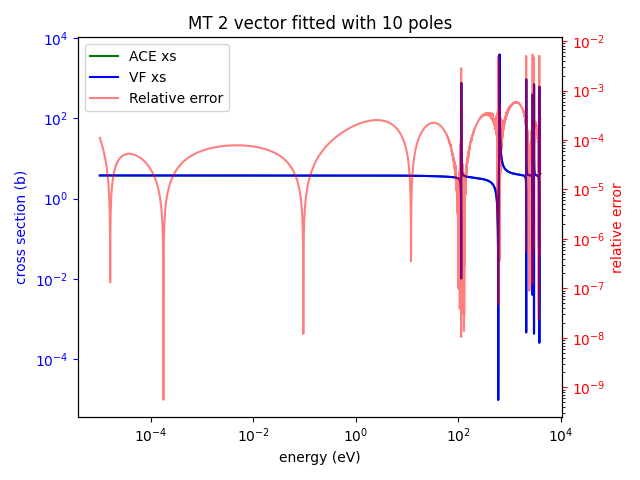 MT 2 vector fitted with 10 poles
ACE xs
VF xs
Relative error
cross section (b)
10^4
10^2
10^0
10^−2
10^−4
10^−2
10^−3
10^−4
10^−5
10^−6
10^−7
10^−8
10^−9
relative error
10^−4
10^−2
10^0
10^2
10^4
energy (eV)